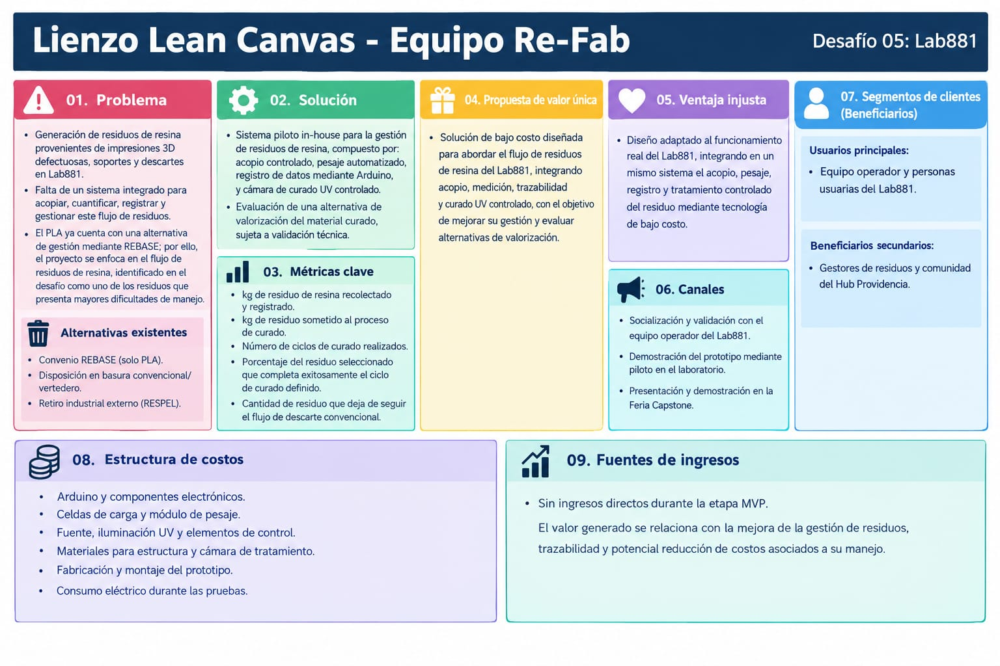 Lienzo Lean Canvas - Equipo Re-Fab
Desafío 05: Lab881
01. Problema
• Generación de residuos de resina
provenientes de impresiones 3D
defectuosas, soportes y descartes
en Lab881.
• Falta de un sistema integrado para
acopiar, cuantificar, registrar y
gestionar este flujo de residuos.
• El PLA ya cuenta con una alternativa
de gestión mediante REBASE; por ello,
el proyecto se enfoca en el flujo de
residuos de resina, identificado en el
desafío como uno de los residuos que
presenta mayores dificultades de manejo.
Alternativas existentes
• Convenio REBASE (solo PLA).
• Disposición en basura convencional/
vertedero.
• Retiro industrial externo (RESPEL).
02. Solución
• Sistema piloto in-house para la gestión
de residuos de resina, compuesto por:
acopio controlado, pesaje automatizado,
registro de datos mediante Arduino,
y cámara de curado UV controlado.
• Evaluación de una alternativa de
valorización del material curado,
sujeta a validación técnica.
03. Métricas clave
• kg de residuo de resina recolectado
y registrado.
• kg de residuo sometido al proceso
de curado.
• Número de ciclos de curado realizados.
• Porcentaje del residuo seleccionado
que completa exitosamente el ciclo
de curado definido.
• Cantidad de residuo que deja de seguir
el flujo de descarte convencional.
04. Propuesta de valor única
• Solución de bajo costo diseñada
para abordar el flujo de residuos
de resina del Lab881, integrando
acopio, medición, trazabilidad
y curado UV controlado, con el objetivo
de mejorar su gestión y evaluar
alternativas de valorización.
05. Ventaja injusta
• Diseño adaptado al funcionamiento
real del Lab881, integrando en un
mismo sistema el acopio, pesaje,
registro y tratamiento controlado
del residuo mediante tecnología
de bajo costo.
06. Canales
• Socialización y validación con el
equipo operador del Lab881.
• Demostración del prototipo mediante
piloto en el laboratorio.
• Presentación y demostración en la
Feria Capstone.
07. Segmentos de clientes
(Beneficiarios)
Usuarios principales:
• Equipo operador y personas
usuarias del Lab881.
Beneficiarios secundarios:
• Gestores de residuos y comunidad
del Hub Providencia.
08. Estructura de costos
• Arduino y componentes electrónicos.
• Celdas de carga y módulo de pesaje.
• Fuente, iluminación UV y elementos de control.
• Materiales para estructura y cámara de tratamiento.
• Fabricación y montaje del prototipo.
• Consumo eléctrico durante las pruebas.
09. Fuentes de ingresos
• Sin ingresos directos durante la etapa MVP.
El valor generado se relaciona con la mejora de la gestión de residuos,
trazabilidad y potencial reducción de costos asociados a su manejo.